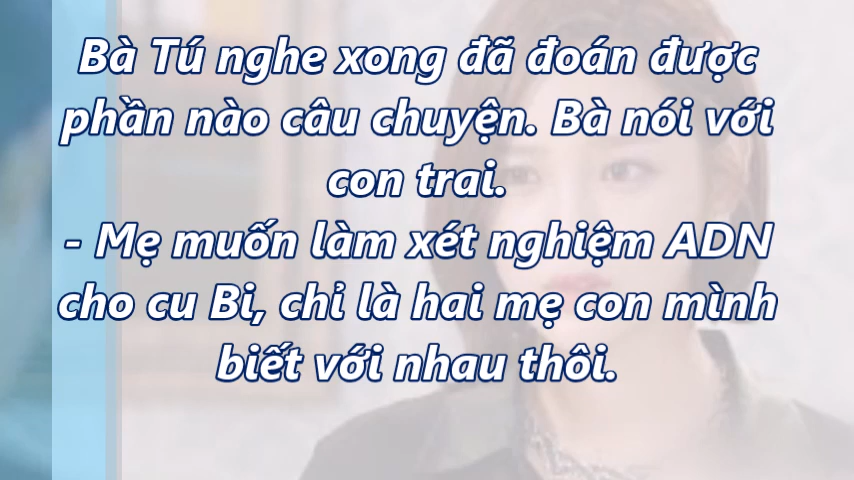 Bà Tú nghe xong đã đoán được
phần nào câu chuyện. Bà nói với
con trai.
- Mẹ muốn làm xét nghiệm ADN
cho cu Bi, chỉ là hai mẹ con mình
biết với nhau thôi.